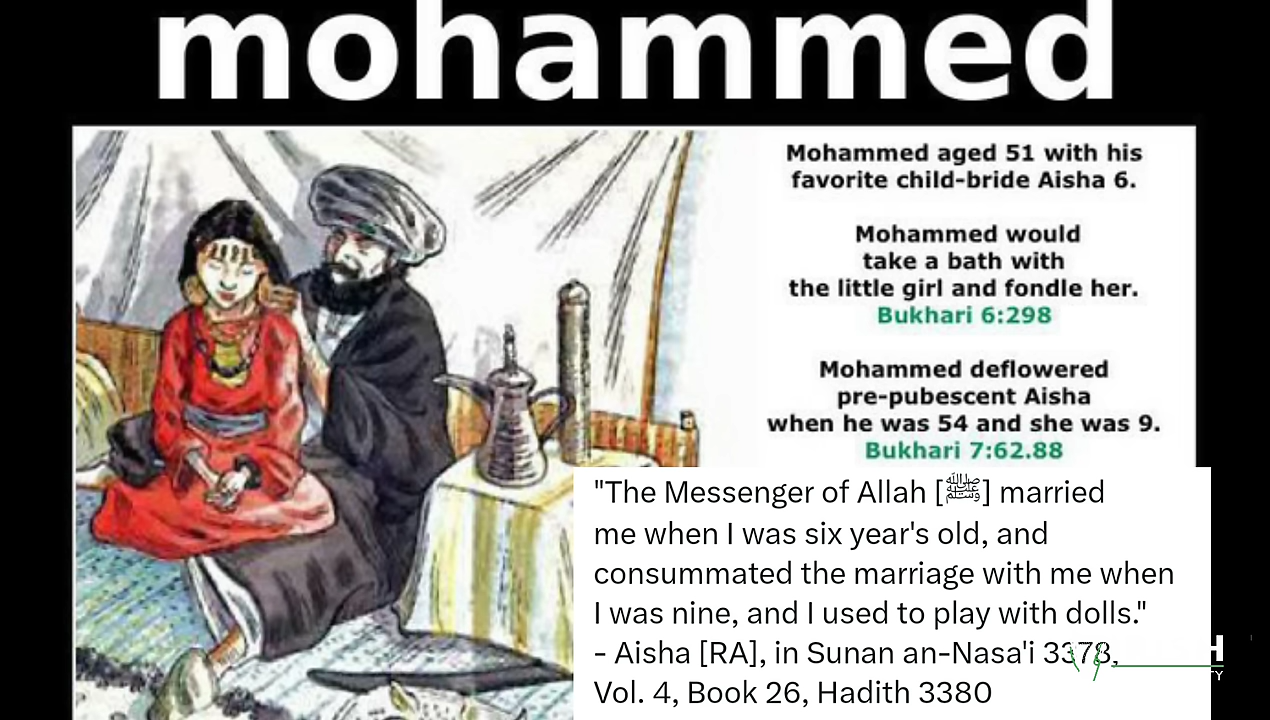 mohammed
Mohammed aged 51 with his
favorite child-bride Aisha 6.
Mohammed would
take a bath with
the little girl and fondle her.
Bukhari 6:298
Mohammed deflowered
pre-pubescent Aisha
when he was 54 and she was 9.
Bukhari 7:62.88
"The Messenger of Allah [ﷺ] married
me when I was six year's old, and
consummated the marriage with me when
I was nine, and I used to play with dolls."
- Aisha [RA], in Sunan an-Nasa'i 3378,
Vol. 4, Book 26, Hadith 3380